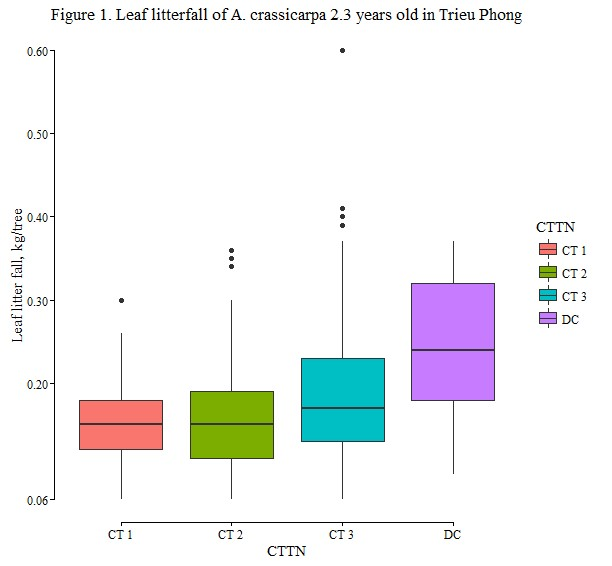 Figure 1. Leaf litterfall of A. crassicarpa 2.3 years old in Trieu Phong
0.60
0.50
0.40
0.30
0.20
0.06
Leaf litter fall, kg/tree
CT 1 CT 2 CT 3 DC
CTTN
CTTN
CT 1
CT 2
CT 3
DC